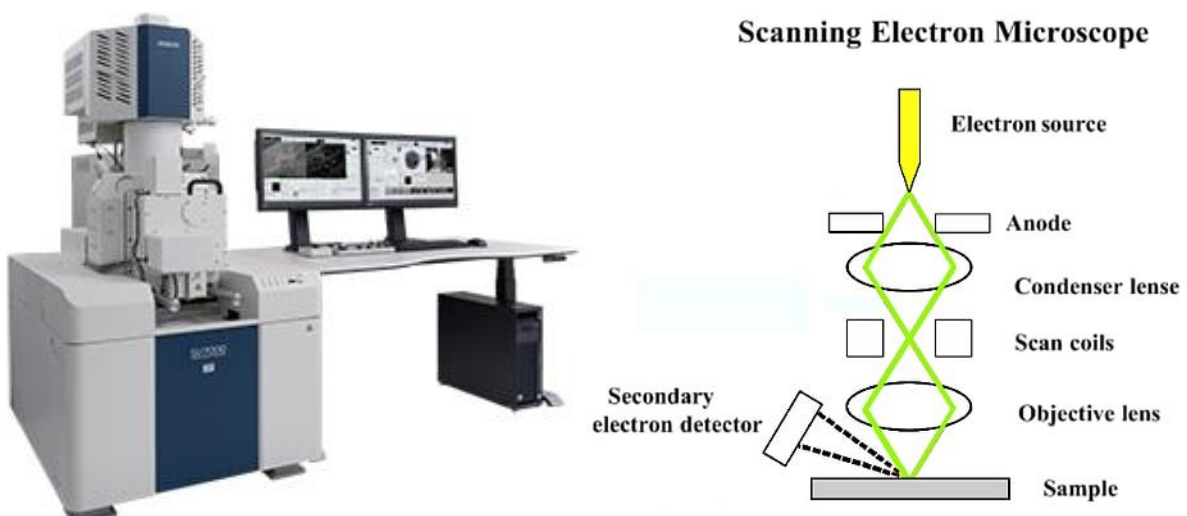 Scanning Electron Microscope
Electron source
Anode
Condenser lense
Scan coils
Objective lens
Secondary
electron detector
Sample